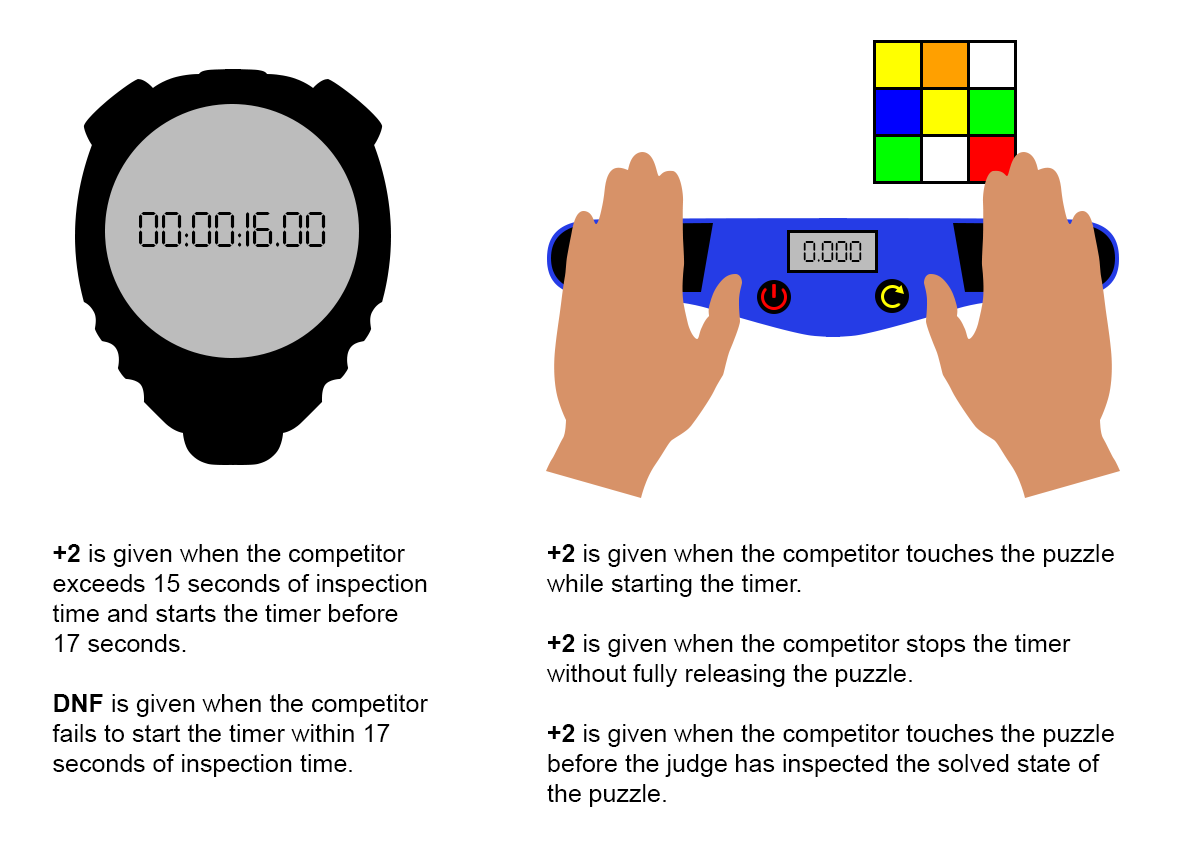 00:00:16.00
0.000
+2 is given when the competitor
exceeds 15 seconds of inspection
time and starts the timer before
17 seconds.
DNF is given when the competitor
fails to start the timer within 17
seconds of inspection time.
+2 is given when the competitor touches the puzzle
while starting the timer.
+2 is given when the competitor stops the timer
without fully releasing the puzzle.
+2 is given when the competitor touches the puzzle
before the judge has inspected the solved state of
the puzzle.